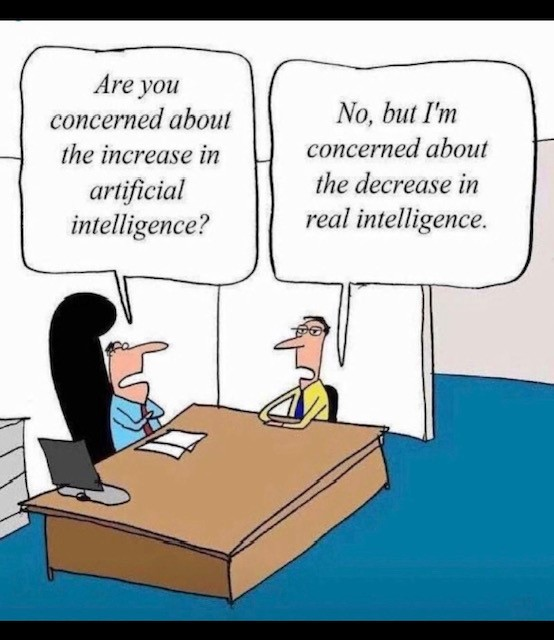 Are you
concerned about
the increase in
artificial
intelligence?
No, but I'm
concerned about
the decrease in
real intelligence.